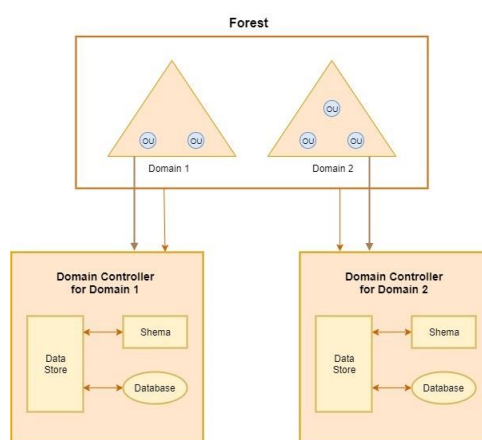 Forest
OU
OU
OU
OU
OU
Domain 1
Domain 2
Domain Controller
for Domain 1
Data
Store
Shema
Database
Domain Controller
for Domain 2
Data
Store
Shema
Database